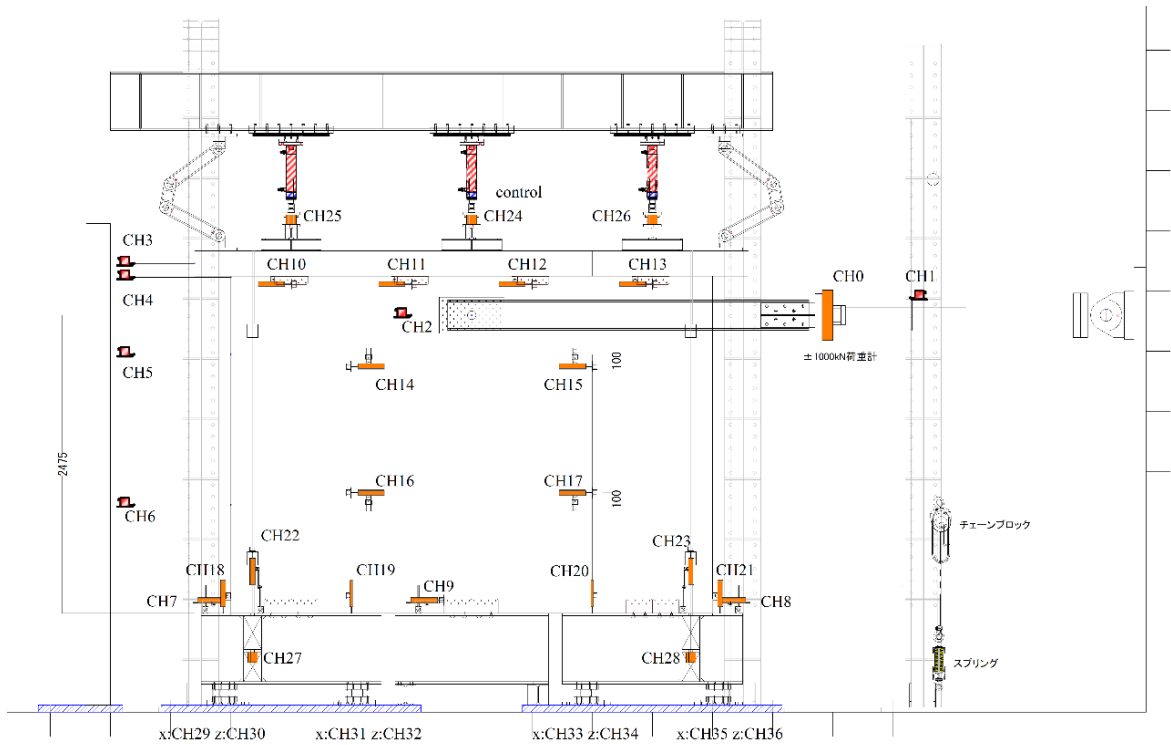 control
CH25
CH24
CH26
CH3
CH10
CH11
CH12
CH13
CH0
CH1
CH4
CH2
±1000kN荷重計
CH5
CH14
CH15
100
2475
CH16
CH17
100
CH6
チェーンブロック
CH22
CH23
CH18
CH19
CH20
CH21
CH7
CH9
CH8
CH27
CH28
スプリング
x:CH29 z:CH30
x:CH31 z:CH32
x:CH33 z:CH34
x:CH35 z:CH36